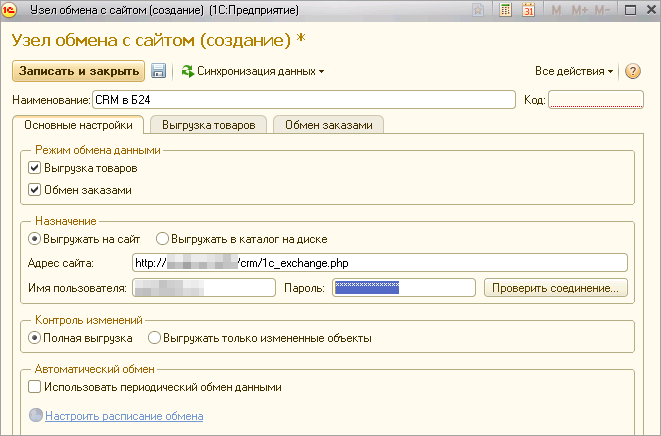 Узел обмена с сайтом (создание) (1С:Предприятие)
M M+ M-
Узел обмена с сайтом (создание) *
Записать и закрыть Синхронизация данных Все действия ?
Наименование: CRM в Б24 Код:
Основные настройки Выгрузка товаров Обмен заказами
Режим обмена данными
Выгрузка товаров
Обмен заказами
Назначение
Выгружать на сайт Выгружать в каталог на диске
Адрес сайта: http:// /crm/1c_exchange.php
Имя пользователя: Пароль: **************** Проверить соединение...
Контроль изменений
Полная выгрузка Выгружать только измененные объекты
Автоматический обмен
Использовать периодический обмен данными
Настроить расписание обмена